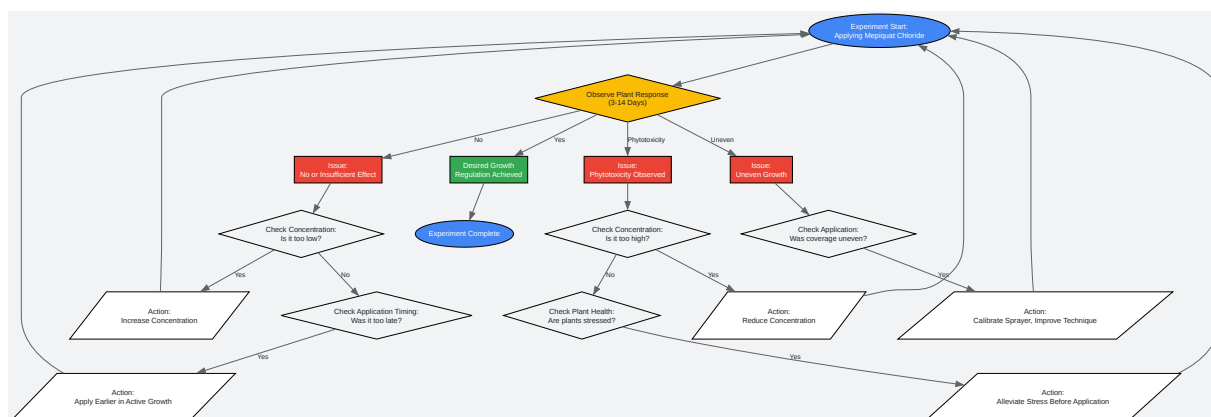 Experiment Start:
Applying Mepiquat Chloride
Observe Plant Response
(3-14 Days)
No
Yes
Phytotoxicity
Uneven
Issue:
No or Insufficient Effect
Desired Growth
Regulation Achieved
Issue:
Phytotoxicity Observed
Issue:
Uneven Growth
Check Concentration:
Is it too low?
Experiment Complete
Check Concentration:
Is it too high?
Check Application:
Was coverage uneven?
Yes
No
No
Yes
Yes
Action:
Increase Concentration
Check Application Timing:
Was it too late?
Check Plant Health:
Are plants stressed?
Action:
Reduce Concentration
Action:
Calibrate Sprayer, Improve Technique
Yes
Yes
Action:
Apply Earlier in Active Growth
Action:
Alleviate Stress Before Application